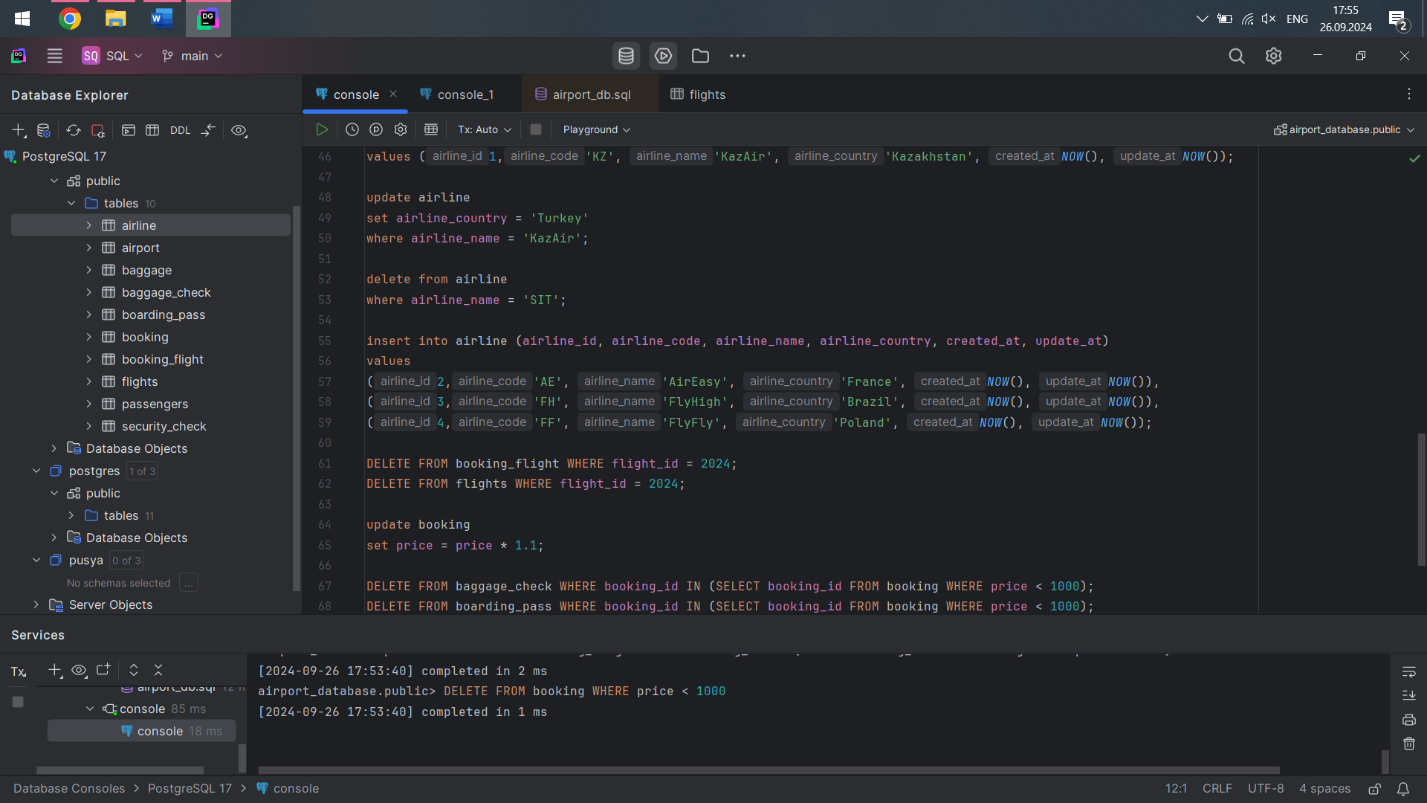 ENG
17:55
26.09.2024
2
SQ SQL
main
Database Explorer
console
console_1
airport_db.sql
flights
DDL
Tx: Auto
Playground
airport_database.public
PostgreSQL 17
public
tables 10
airline
airport
baggage
baggage_check
boarding_pass
booking
booking_flight
flights
passengers
security_check
Database Objects
postgres 1 of 3
public
tables 11
Database Objects
pusya 0 of 3
No schemas selected ...
Server Objects
46 values ( airline_id 1, airline_code 'KZ', airline_name 'KazAir', airline_country 'Kazakhstan', created_at NOW(), update_at NOW());
47
48 update airline
49 set airline_country = 'Turkey'
50 where airline_name = 'KazAir';
51
52 delete from airline
53 where airline_name = 'SIT';
54
55 insert into airline (airline_id, airline_code, airline_name, airline_country, created_at, update_at)
56 values
57 ( airline_id 2, airline_code 'AE', airline_name 'AirEasy', airline_country 'France', created_at NOW(), update_at NOW()),
58 ( airline_id 3, airline_code 'FH', airline_name 'FlyHigh', airline_country 'Brazil', created_at NOW(), update_at NOW()),
59 ( airline_id 4, airline_code 'FF', airline_name 'FlyFly', airline_country 'Poland', created_at NOW(), update_at NOW());
60
61 DELETE FROM booking_flight WHERE flight_id = 2024;
62 DELETE FROM flights WHERE flight_id = 2024;
63
64 update booking
65 set price = price * 1.1;
66
67 DELETE FROM baggage_check WHERE booking_id IN (SELECT booking_id FROM booking WHERE price < 1000);
68 DELETE FROM boarding_pass WHERE booking_id IN (SELECT booking_id FROM booking WHERE price < 1000);
Services
Tx
airport_db.sql 12 m
console 85 ms
console 18 ms
[2024-09-26 17:53:40] completed in 2 ms
airport_database.public> DELETE FROM booking WHERE price < 1000
[2024-09-26 17:53:40] completed in 1 ms
Database Consoles > PostgreSQL 17 > console
12:1 CRLF UTF-8 4 spaces